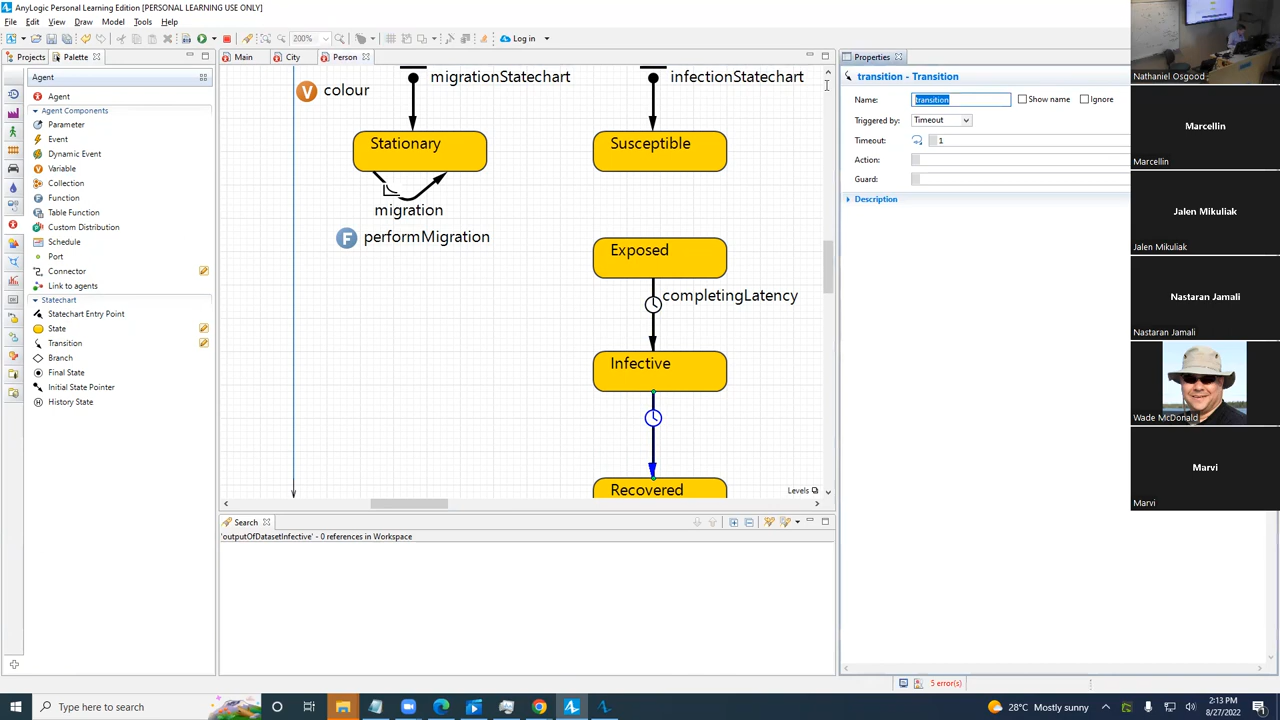 AnyLogic Personal Learning Edition [PERSONAL LEARNING USE ONLY]
File Edit View Draw Model Tools Help
200%
Log in
Projects Palette
Main City Person
Properties
Agent
Agent
Agent Components
Parameter
Event
Dynamic Event
Variable
Collection
Function
Table Function
Custom Distribution
Schedule
Port
Connector
Link to agents
Statechart
Statechart Entry Point
State
Transition
Branch
Final State
Initial State Pointer
History State
V colour
migrationStatechart
infectionStatechart
Stationary
Susceptible
migration
F performMigration
Exposed
completingLatency
Infective
Recovered
Levels
Search
'outputOfDatasetInfective' - 0 references in Workspace
transition - Transition
Name: transition Show name Ignore
Triggered by: Timeout
Timeout: 1
Action:
Guard:
Description
5 error(s)
Nathaniel Osgood
Marcellin
Marcellin
Jalen Mikuliak
Jalen Mikuliak
Nastaran Jamali
Nastaran Jamali
Wade McDonald
Marvi
Marvi
Type here to search
28°C Mostly sunny
2:13 PM
8/27/2022